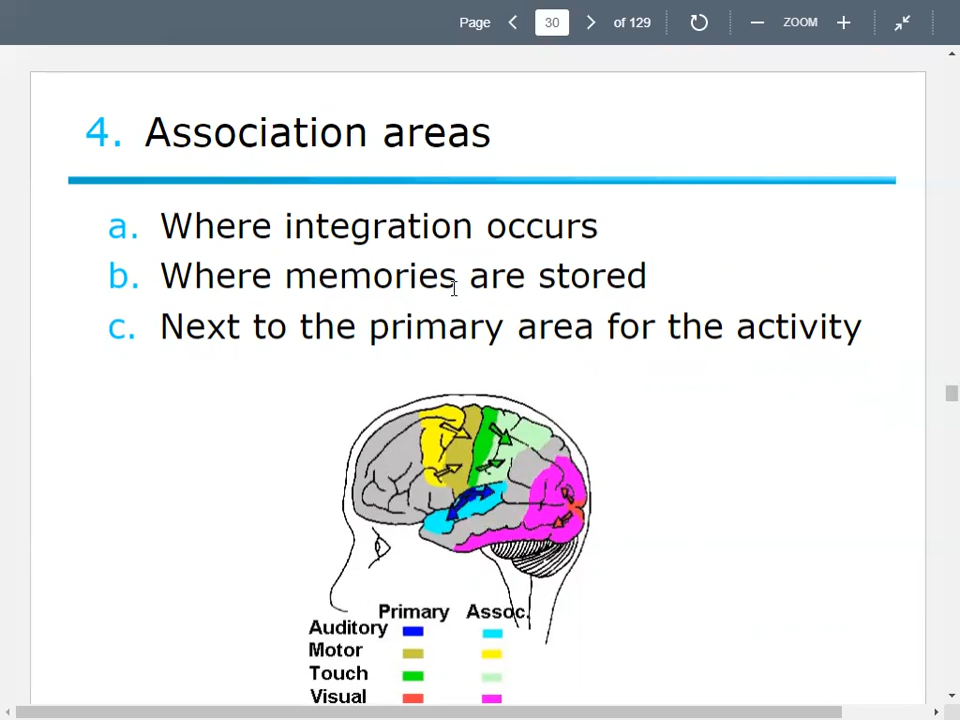 Page 30 of 129 ZOOM
4. Association areas
a. Where integration occurs
b. Where memories are stored
c. Next to the primary area for the activity
Primary Assoc.
Auditory
Motor
Touch
Visual